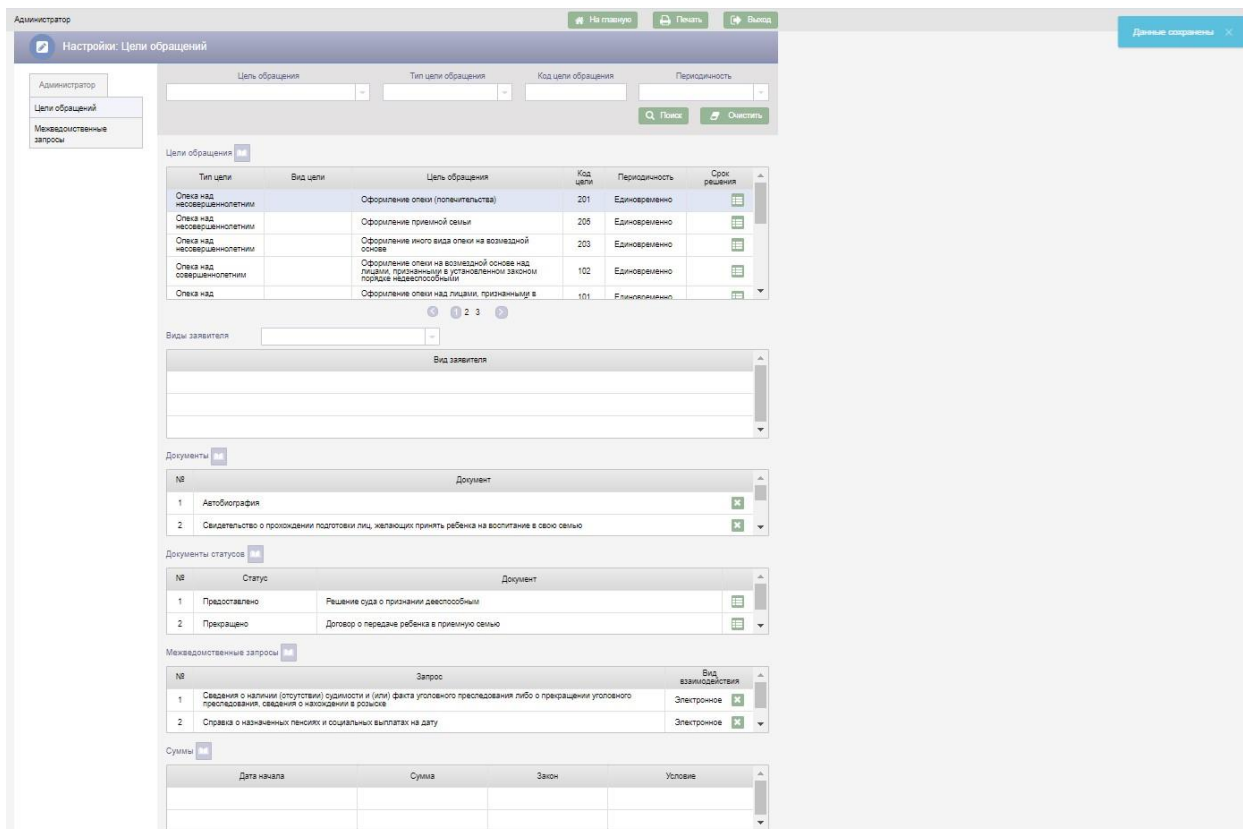 Администратор
На главную
Печать
Выход
Данные сохранены
Настройки: Цели обращений
Администратор
Цели обращений
Межведомственные
запросы
Цель обращения
Тип цели обращения
Код цели обращения
Периодичность
Поиск
Очистить
Цели обращения
Тип цели
Вид цели
Цель обращения
Код
цели
Периодичность
Срок
решения
Опека над
несовершеннолетним
Оформление опеки (попечительства)
201
Единовременно
Опека над
несовершеннолетним
Оформление приемной семьи
205
Единовременно
Опека над
несовершеннолетним
Оформление иного вида опеки на возмездной
основе
203
Единовременно
Опека над
совершеннолетним
Оформление опеки на возмездной основе над
лицами, признанными в установленном законом
порядке недееспособными
102
Единовременно
Опека над
Оформление опеки над лицами, признанными в
101
Единовременно
1 2 3
Виды заявителя
Вид заявителя
Документы
№
Документ
1
Автобиография
2
Свидетельство о прохождении подготовки лиц, желающих принять ребенка на воспитание в свою семью
Документы статусов
№
Статус
Документ
1
Предоставлено
Решение суда о признании дееспособным
2
Прекращено
Договор о передаче ребенка в приемную семью
Межведомственные запросы
№
Запрос
Вид
взаимодействия
1
Сведения о наличии (отсутствии) судимости и (или) факта уголовного преследования либо о прекращении уголовного
преследования, сведения о нахождении в розыске
Электронное
2
Справка о назначенных пенсиях и социальных выплатах на дату
Электронное
Суммы
Дата начала
Сумма
Закон
Условие